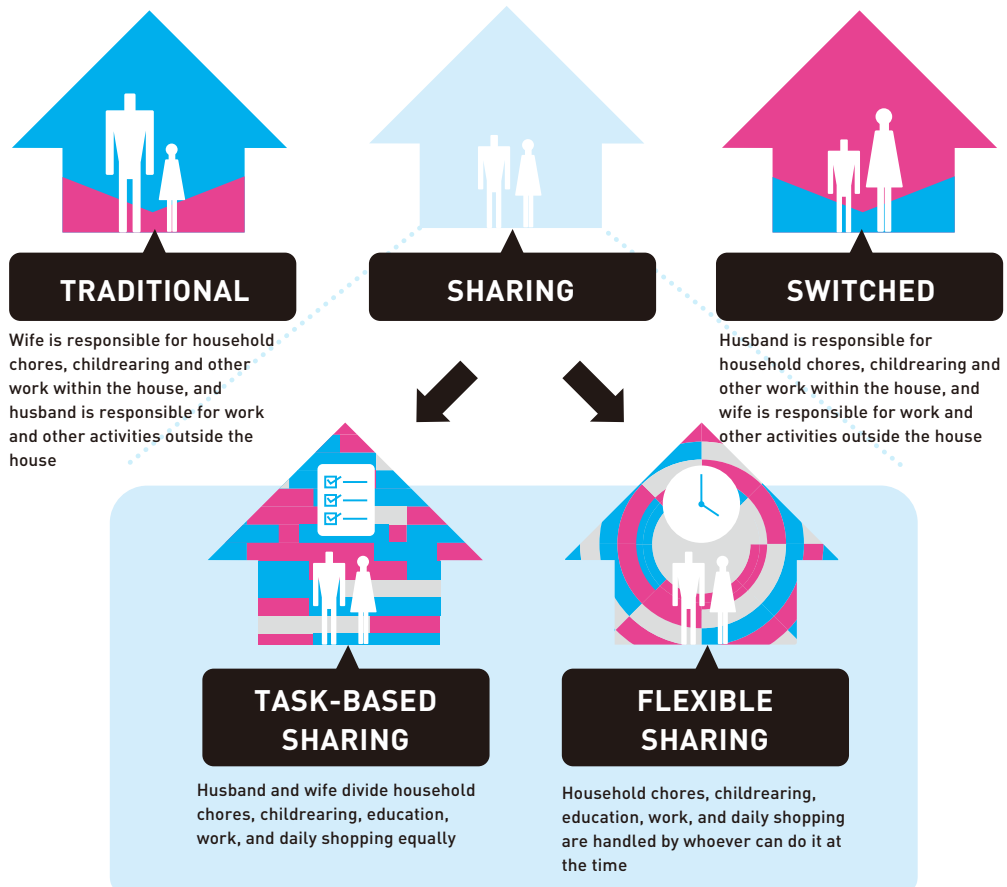 TRADITIONAL
Wife is responsible for household
chores, childrearing and other
work within the house, and
husband is responsible for work
and other activities outside the
house
SHARING
SWITCHED
Husband is responsible for
household chores, childrearing and
other work within the house, and
wife is responsible for work and
other activities outside the house
TASK-BASED
SHARING
Husband and wife divide household
chores, childrearing, education,
work, and daily shopping equally
FLEXIBLE
SHARING
Household chores, childrearing,
education, work, and daily shopping
are handled by whoever can do it at
the time